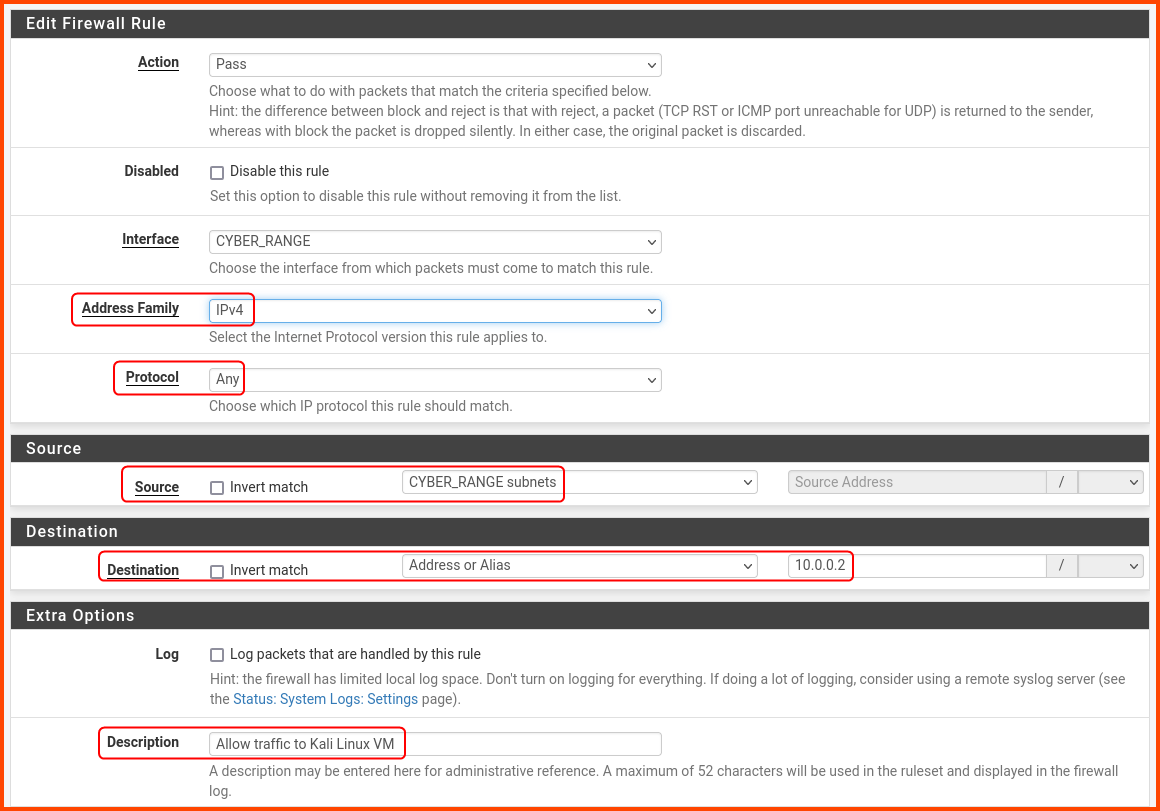 Edit Firewall Rule
Action
Pass
Choose what to do with packets that match the criteria specified below.
Hint: the difference between block and reject is that with reject, a packet (TCP RST or ICMP port unreachable for UDP) is returned to the sender,
whereas with block the packet is dropped silently. In either case, the original packet is discarded.
Disabled
Disable this rule
Set this option to disable this rule without removing it from the list.
Interface
CYBER_RANGE
Choose the interface from which packets must come to match this rule.
Address Family
IPv4
Select the Internet Protocol version this rule applies to.
Protocol
Any
Choose which IP protocol this rule should match.
Source
Source
Invert match
CYBER_RANGE subnets
Source Address
/
Destination
Destination
Invert match
Address or Alias
10.0.0.2
/
Extra Options
Log
Log packets that are handled by this rule
Hint: the firewall has limited local log space. Don't turn on logging for everything. If doing a lot of logging, consider using a remote syslog server (see
the Status: System Logs: Settings page).
Description
Allow traffic to Kali Linux VM
A description may be entered here for administrative reference. A maximum of 52 characters will be used in the ruleset and displayed in the firewall
log.